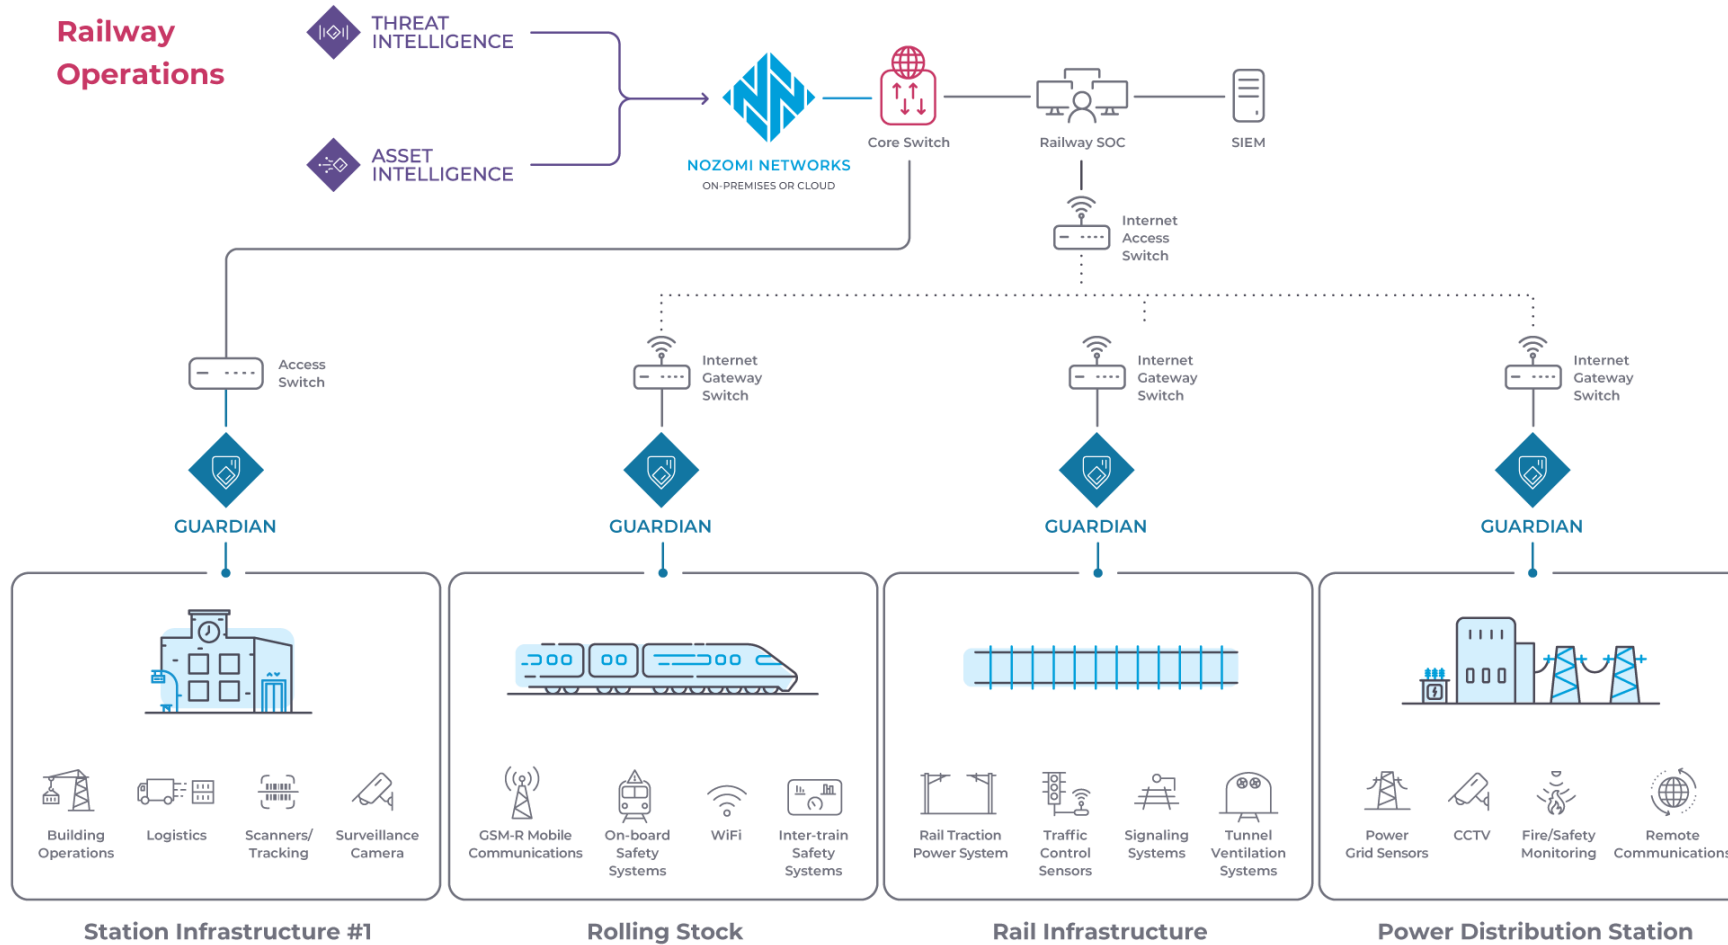 Railway
Operations
THREAT
INTELLIGENCE
ASSET
INTELLIGENCE
NOZOMI NETWORKS
ON-PREMISES OR CLOUD
Core Switch
Railway SOC
SIEM
Internet
Access
Switch
Access
Switch
Internet
Gateway
Switch
Internet
Gateway
Switch
Internet
Gateway
Switch
GUARDIAN
GUARDIAN
GUARDIAN
GUARDIAN
Building
Operations
Logistics
Scanners/
Tracking
Surveillance
Camera
GSM-R Mobile
Communications
On-board
Safety
Systems
WiFi
Inter-train
Safety
Systems
Rail Traction
Power System
Traffic
Control
Sensors
Signaling
Systems
Tunnel
Ventilation
Systems
Power
Grid Sensors
CCTV
Fire/Safety
Monitoring
Remote
Communications
Station Infrastructure #1
Rolling Stock
Rail Infrastructure
Power Distribution Station